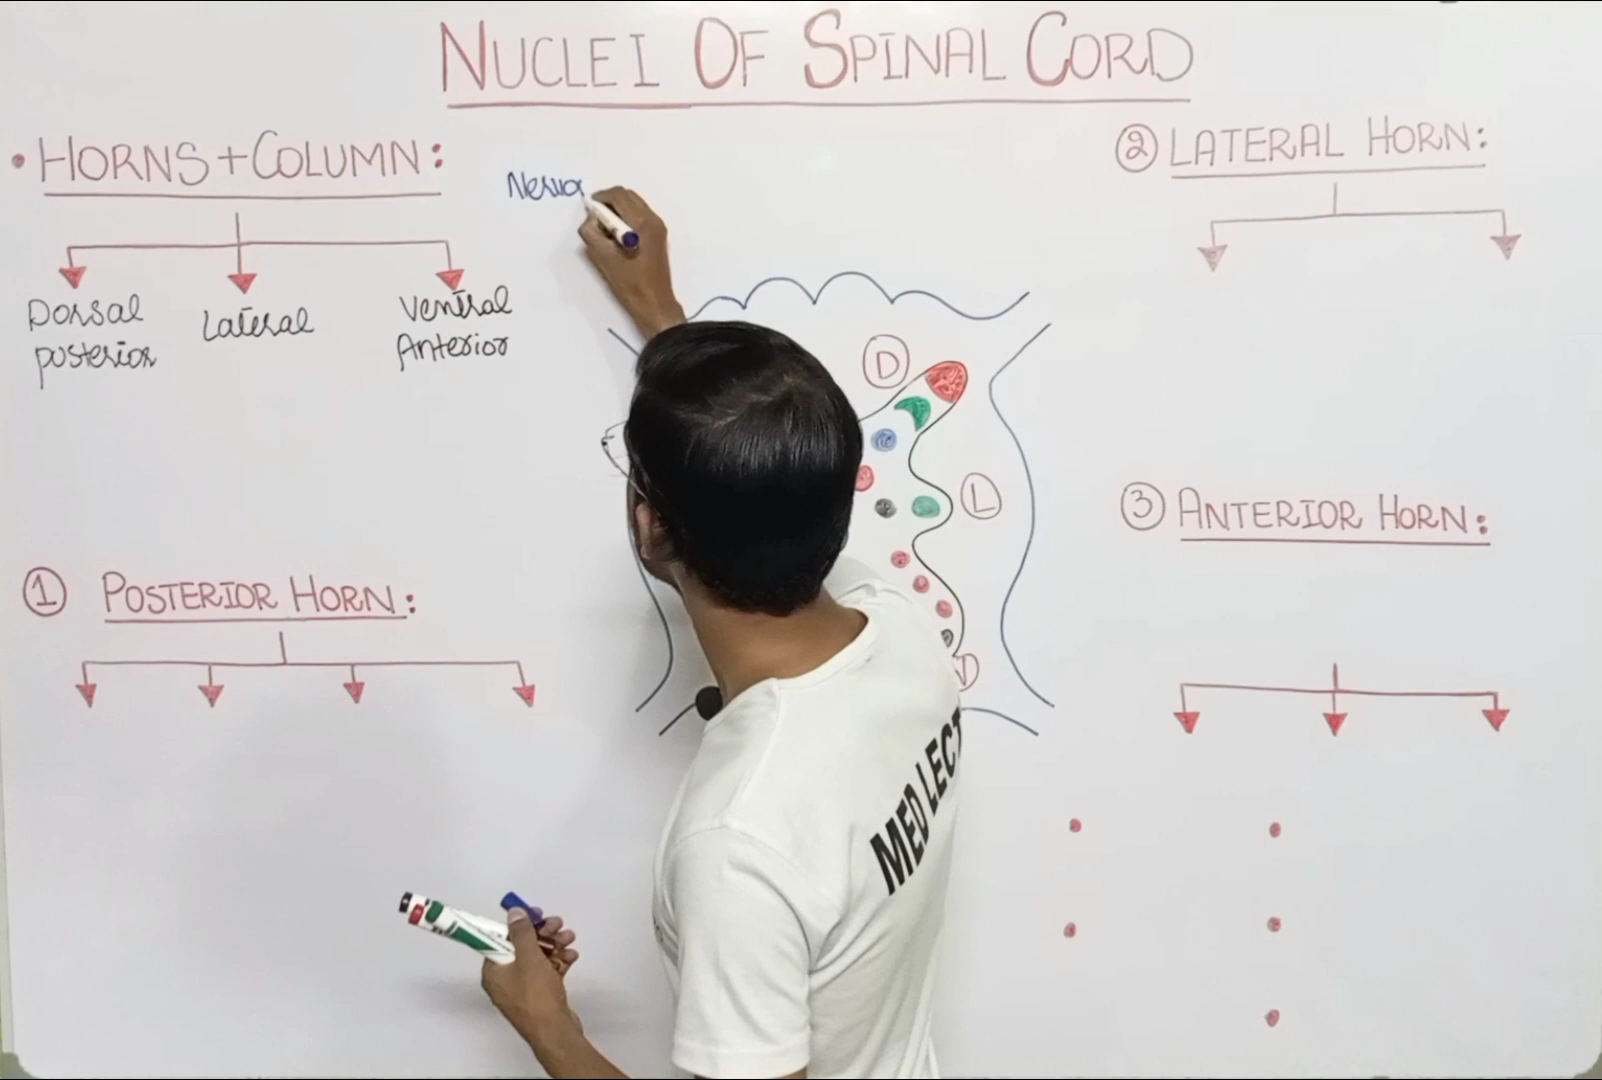 NUCLEI OF SPINAL CORD
• HORNS + COLUMN:
Dorsal
posterior
Lateral
Ventral
Anterior
① POSTERIOR HORN:
② LATERAL HORN:
③ ANTERIOR HORN:
D
L
MED LECT